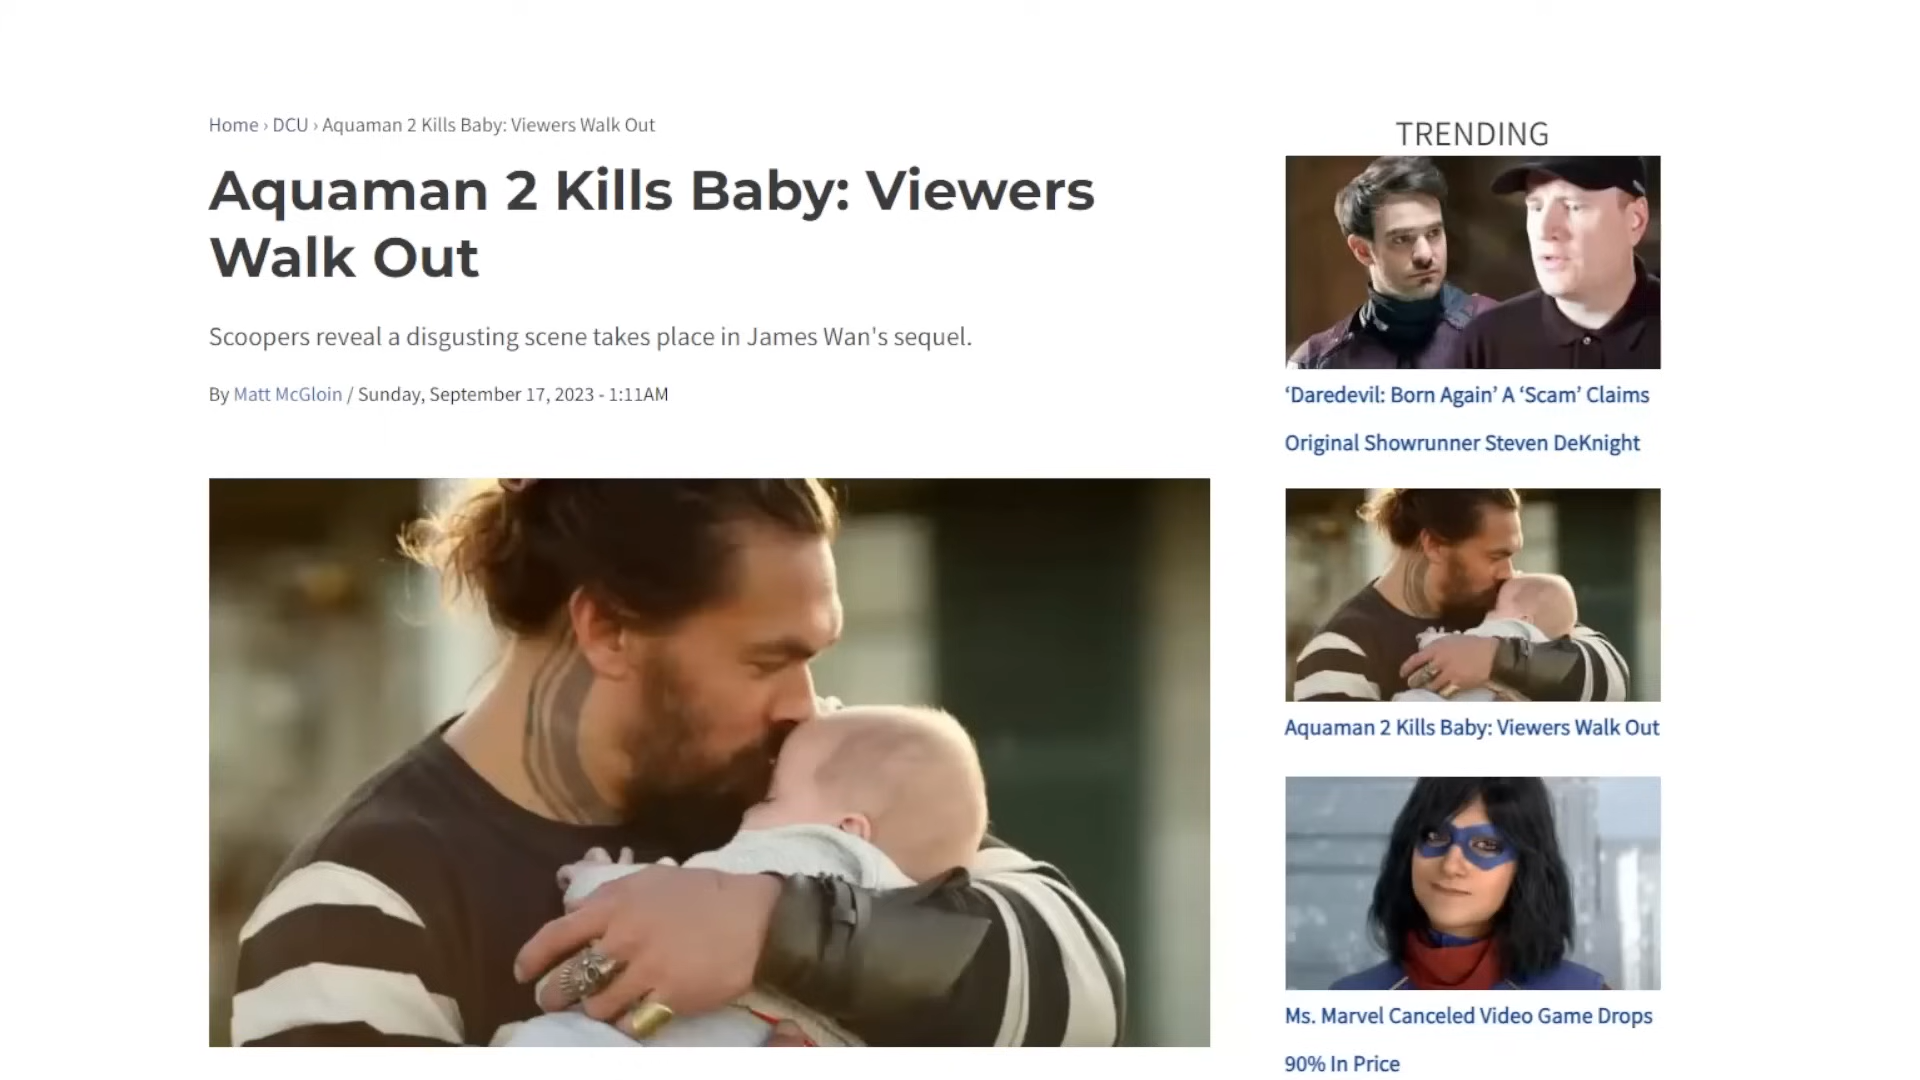 Home › DCU › Aquaman 2 Kills Baby: Viewers Walk Out
Aquaman 2 Kills Baby: Viewers
Walk Out
Scoopers reveal a disgusting scene takes place in James Wan's sequel.
By Matt McGloin / Sunday, September 17, 2023 - 1:11AM
TRENDING
‘Daredevil: Born Again’ A ‘Scam’ Claims
Original Showrunner Steven DeKnight
Aquaman 2 Kills Baby: Viewers Walk Out
Ms. Marvel Canceled Video Game Drops
90% In Price